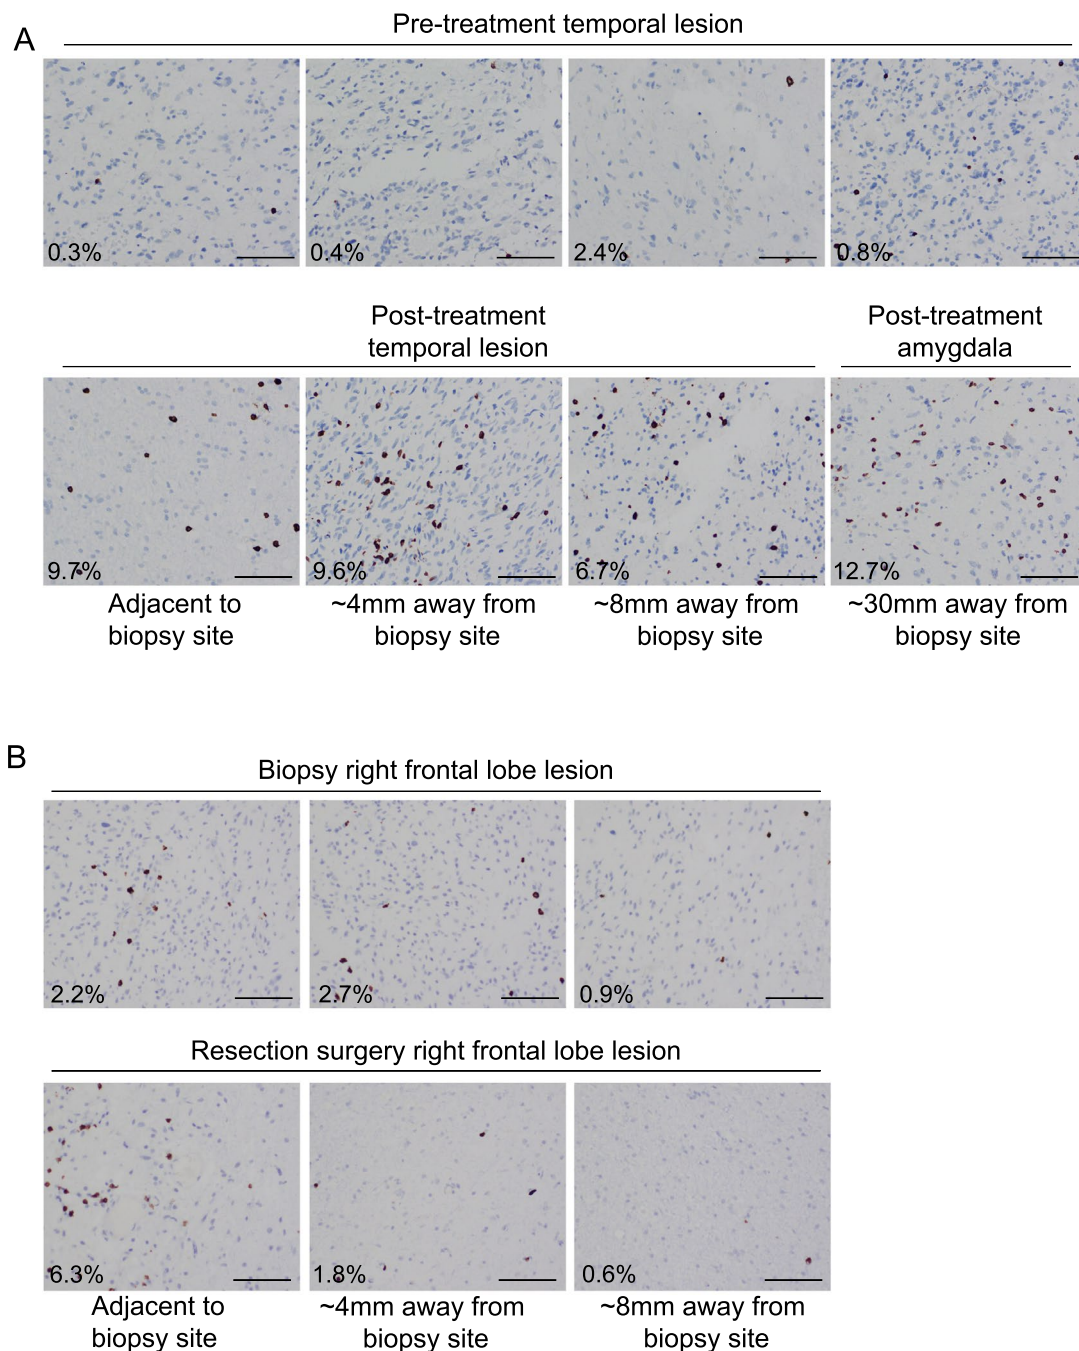 A
Pre-treatment temporal lesion
0.3%
0.4%
2.4%
0.8%
Post-treatment
temporal lesion
Post-treatment
amygdala
9.7%
9.6%
6.7%
12.7%
Adjacent to
biopsy site
~4mm away from
biopsy site
~8mm away from
biopsy site
~30mm away from
biopsy site
B
Biopsy right frontal lobe lesion
2.2%
2.7%
0.9%
Resection surgery right frontal lobe lesion
6.3%
1.8%
0.6%
Adjacent to
biopsy site
~4mm away from
biopsy site
~8mm away from
biopsy site